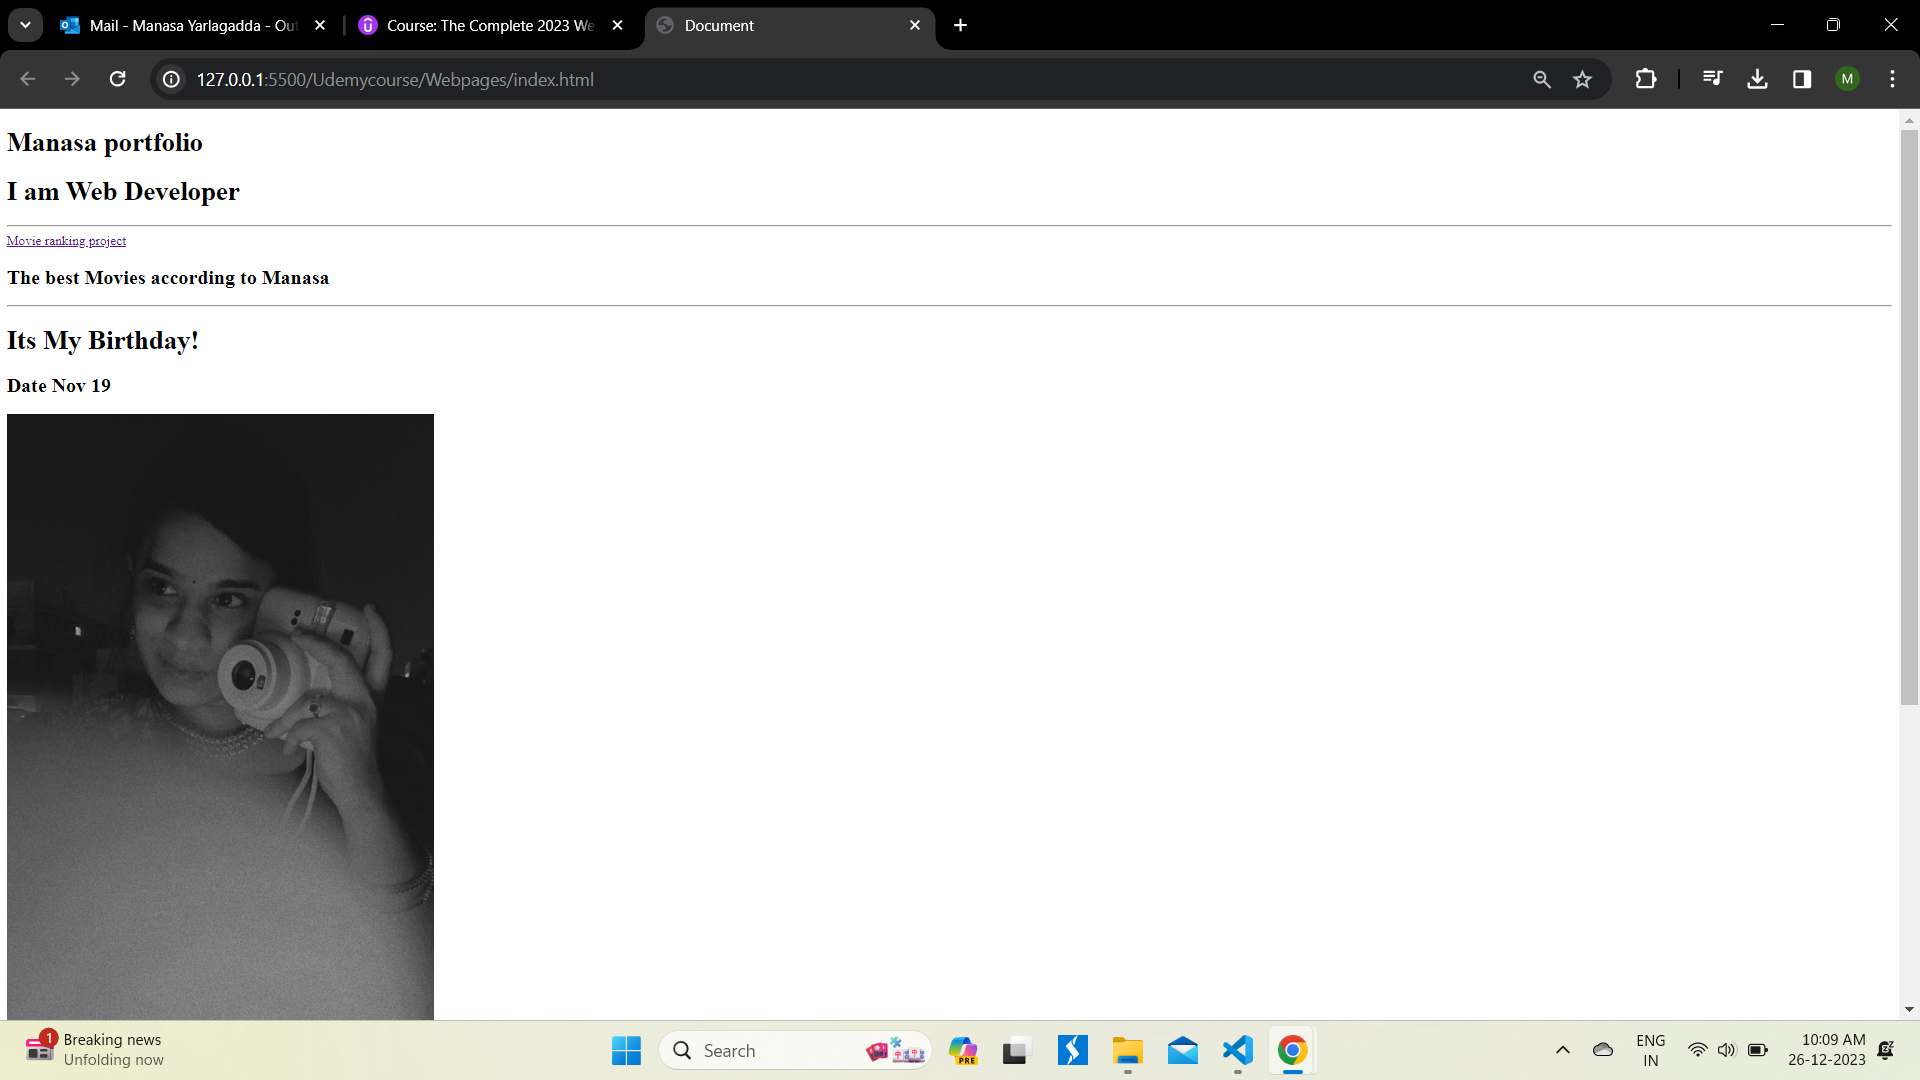 Mail - Manasa Yarlagadda - Out
Course: The Complete 2023 We
Document
127.0.0.1:5500/Udemycourse/Webpages/index.html
M
Manasa portfolio
I am Web Developer
Movie ranking project
The best Movies according to Manasa
Its My Birthday!
Date Nov 19
1
Breaking news
Unfolding now
Search
PRE
ENG
IN
10:09 AM
26-12-2023